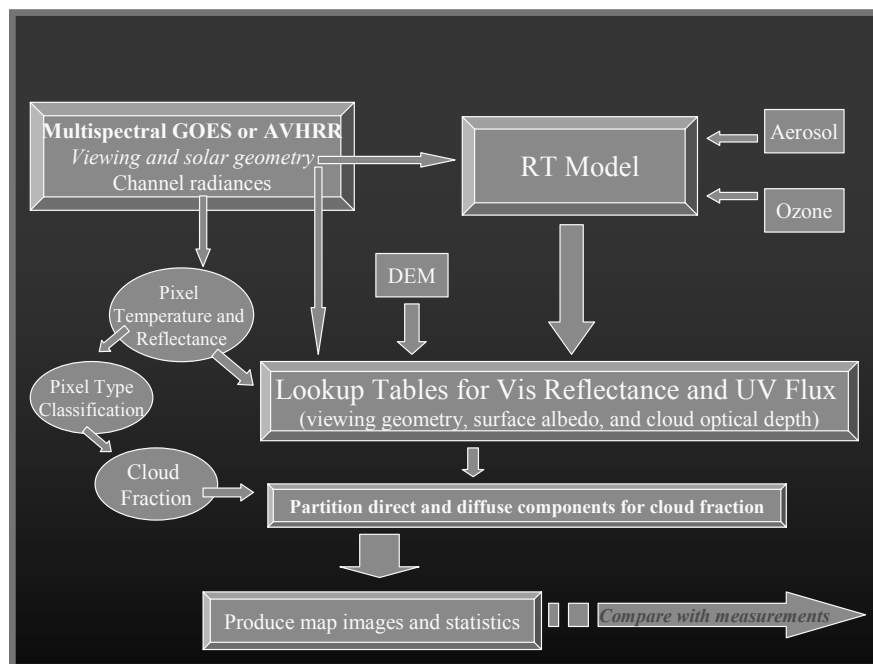 Multispectral GOES or AVHRR
Viewing and solar geometry
Channel radiances
RT Model
Aerosol
Ozone
DEM
Pixel
Temperature and
Reflectance
Pixel Type
Classification
Lookup Tables for Vis Reflectance and UV Flux
(viewing geometry, surface albedo, and cloud optical depth)
Cloud
Fraction
Partition direct and diffuse components for cloud fraction
Produce map images and statistics
Compare with measurements